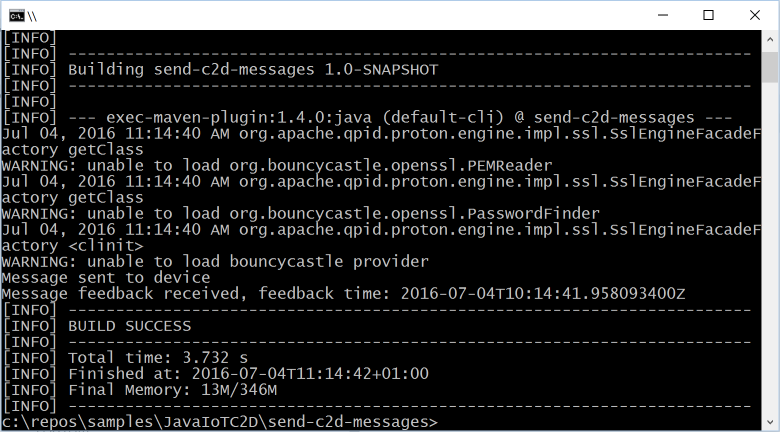 \\
[INFO]
[INFO] ------------------------------------------------------------------------
[INFO] Building send-c2d-messages 1.0-SNAPSHOT
[INFO] ------------------------------------------------------------------------
[INFO]
[INFO] --- exec-maven-plugin:1.4.0:java (default-cli) @ send-c2d-messages ---
Jul 04, 2016 11:14:40 AM org.apache.qpid.proton.engine.impl.ssl.SslEngineFacadeF
actory getClass
WARNING: unable to load org.bouncycastle.openssl.PEMReader
Jul 04, 2016 11:14:40 AM org.apache.qpid.proton.engine.impl.ssl.SslEngineFacadeF
actory getClass
WARNING: unable to load org.bouncycastle.openssl.PasswordFinder
Jul 04, 2016 11:14:40 AM org.apache.qpid.proton.engine.impl.ssl.SslEngineFacadeF
actory <clinit>
WARNING: unable to load bouncycastle provider
Message sent to device
Message feedback received, feedback time: 2016-07-04T10:14:41.958093400Z
[INFO] ------------------------------------------------------------------------
[INFO] BUILD SUCCESS
[INFO] ------------------------------------------------------------------------
[INFO] Total time: 3.732 s
[INFO] Finished at: 2016-07-04T11:14:42+01:00
[INFO] Final Memory: 13M/346M
[INFO] ------------------------------------------------------------------------
c:\repos\samples\JavaIoTC2D\send-c2d-messages>